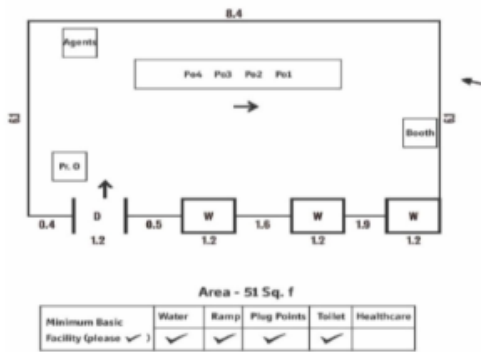 8.4
Agents
Po4 Po3 Po2 Po1
Booth
Pr. O
D
W
W
W
0.4
1.2
0.5
1.2
1.6
1.2
1.9
1.2
Area - 51 Sq. f
Minimum Basic Facility (please ✓)
Water
Ramp
Plug Points
Toilet
Healthcare
✓ ✓ ✓ ✓